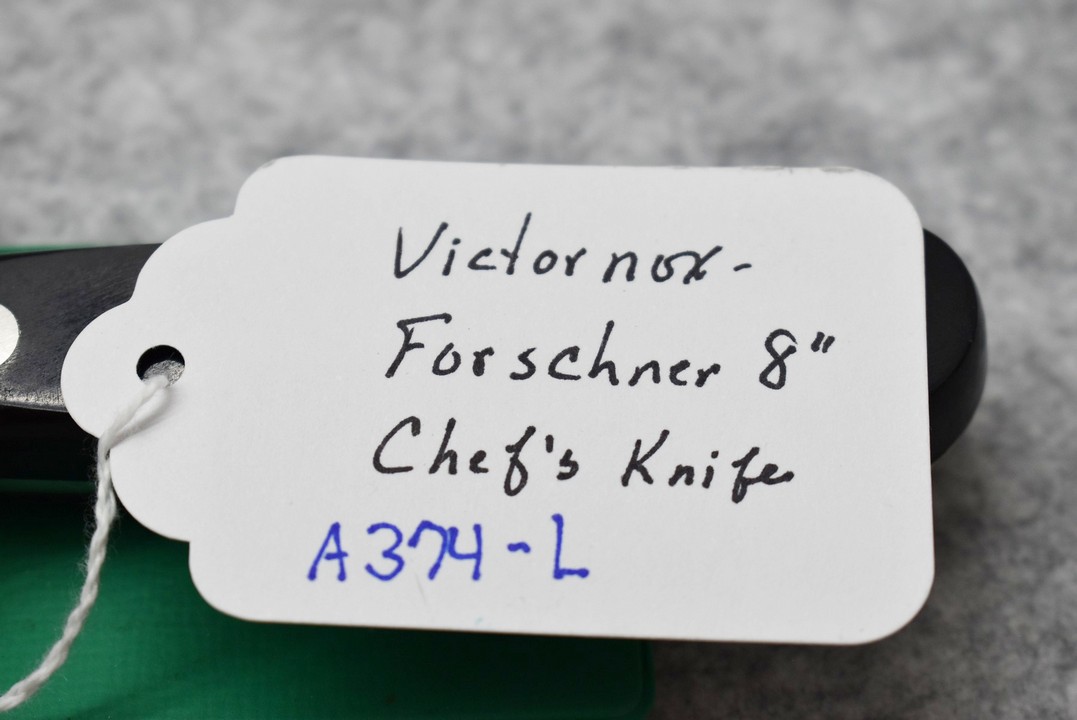 Victornox-
Forschner 8"
Chef's Knife
A374-L